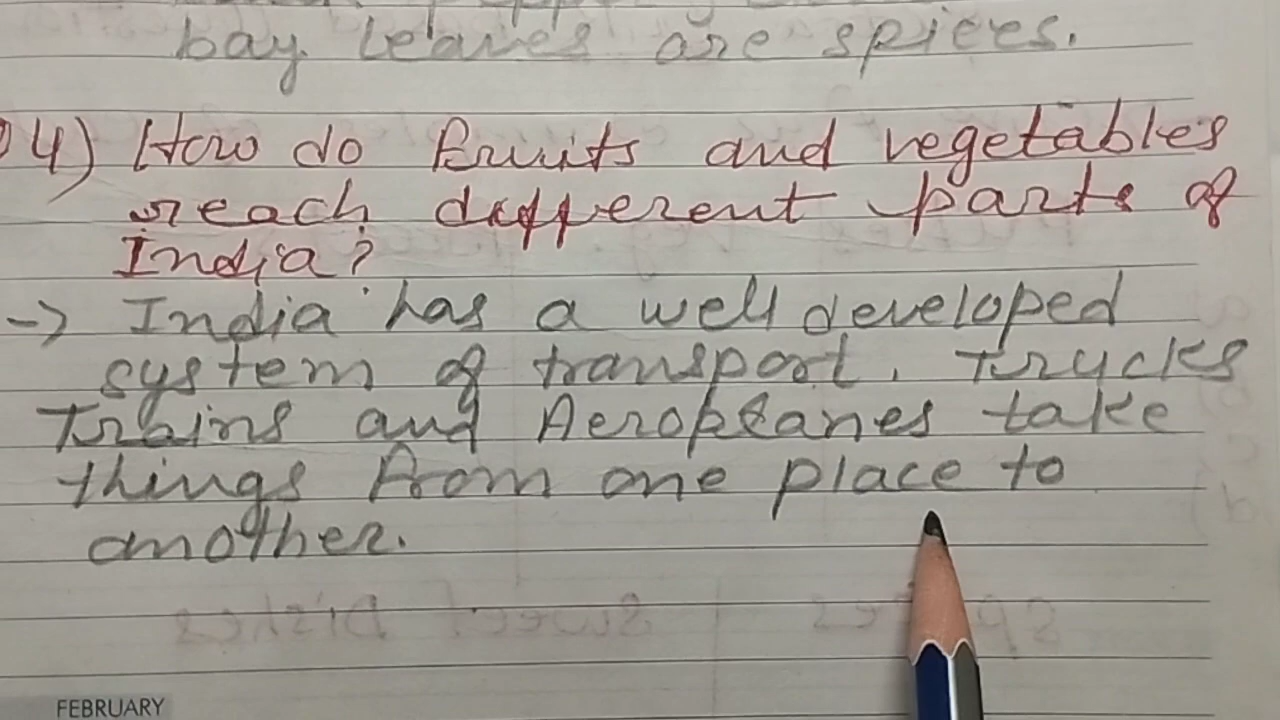 bay leaves are spices.
4) How do fruits and vegetables
reach different parts of
India?
-> India has a well developed
system of transport. Trucks
Trains and Aeroplanes take
things from one place to
another.
FEBRUARY